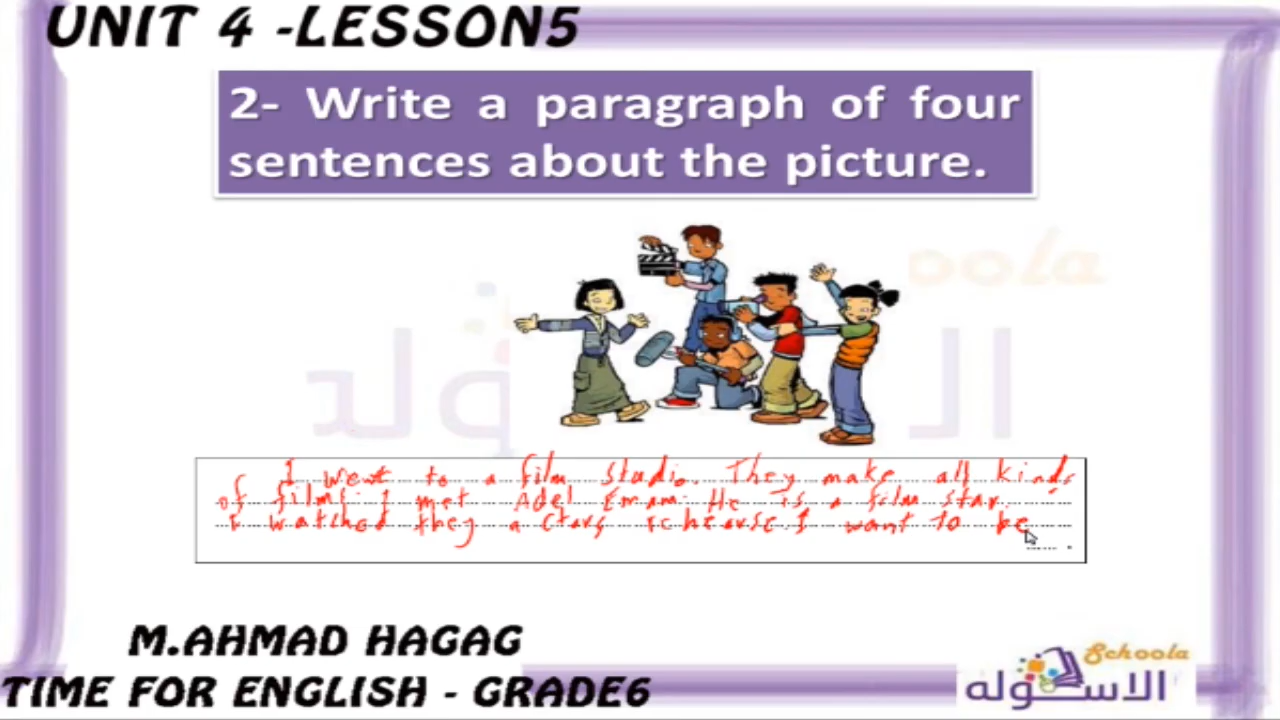 UNIT 4 -LESSON5
2- Write a paragraph of four
sentences about the picture.
I went to a film studio. They make all kinds
of films. I met Adel Emam. He is a film star.
I watched they actors rehearse. I want to be
M.AHMAD HAGAG
TIME FOR ENGLISH - GRADE6
Schoola
الاسكوله